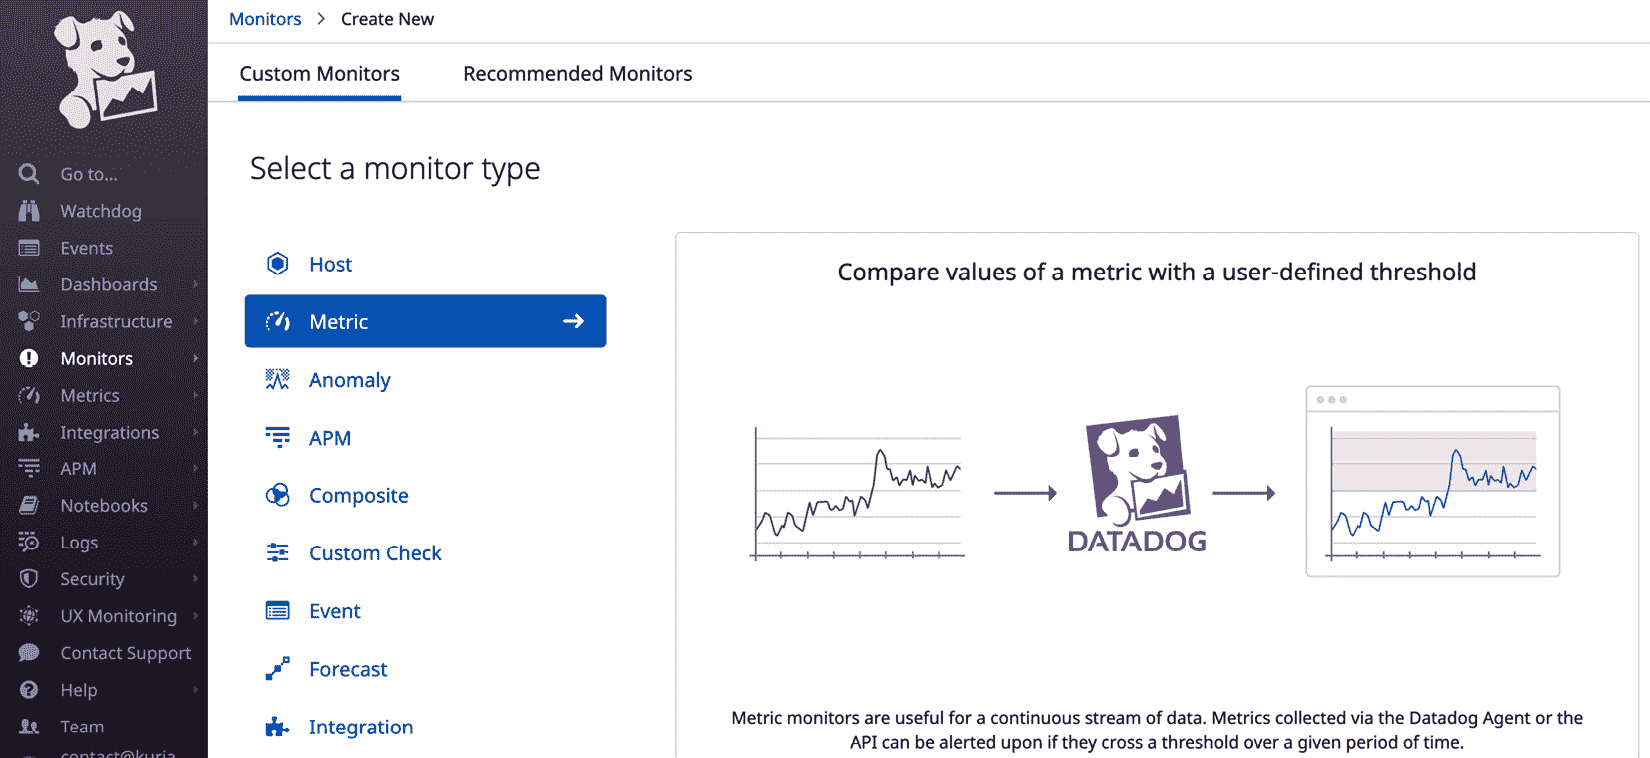 Monitors > Create New
Custom Monitors
Recommended Monitors
Go to...
Watchdog
Events
Dashboards
Infrastructure
Monitors
Metrics
Integrations
APM
Notebooks
Logs
Security
UX Monitoring
Contact Support
Help
Team
contact@kuria
Select a monitor type
Host
Metric
Anomaly
APM
Composite
Custom Check
Event
Forecast
Integration
Compare values of a metric with a user-defined threshold
DATADOG
Metric monitors are useful for a continuous stream of data. Metrics collected via the Datadog Agent or the
API can be alerted upon if they cross a threshold over a given period of time.